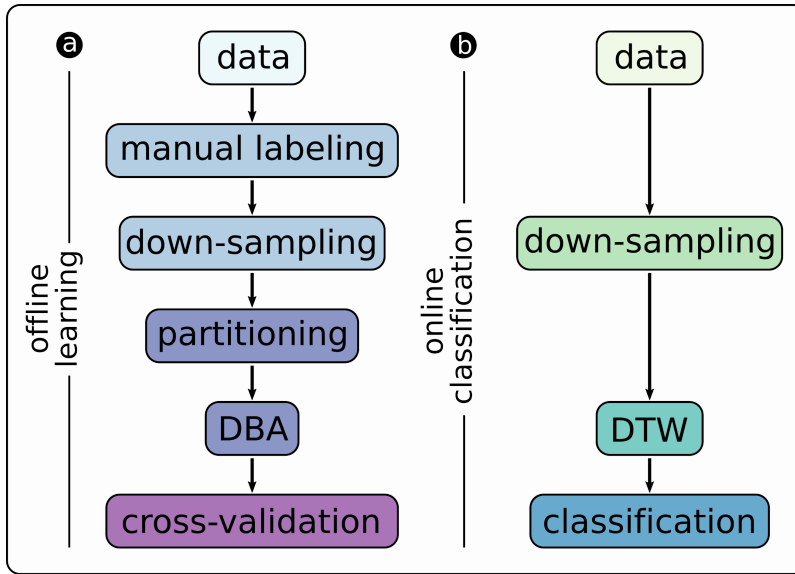 a
data
manual labeling
down-sampling
partitioning
DBA
cross-validation
offline
learning
b
data
down-sampling
DTW
classification
online
classification